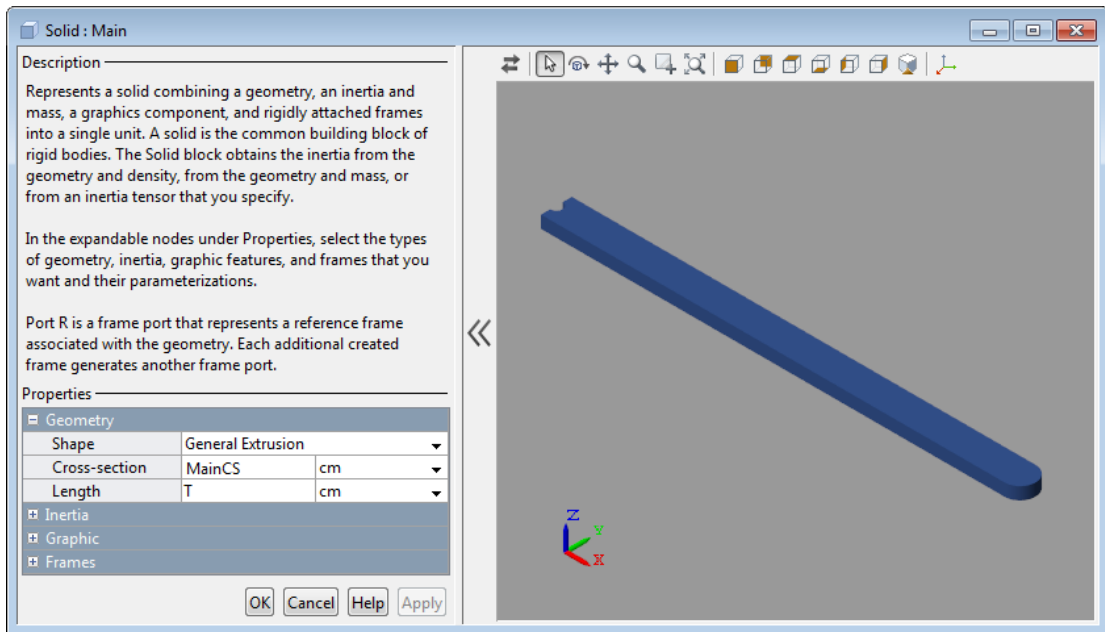 Solid : Main
Description
Represents a solid combining a geometry, an inertia and
mass, a graphics component, and rigidly attached frames
into a single unit. A solid is the common building block of
rigid bodies. The Solid block obtains the inertia from the
geometry and density, from the geometry and mass, or
from an inertia tensor that you specify.
In the expandable nodes under Properties, select the types
of geometry, inertia, graphic features, and frames that you
want and their parameterizations.
Port R is a frame port that represents a reference frame
associated with the geometry. Each additional created
frame generates another frame port.
Properties
Geometry
Shape General Extrusion
Cross-section MainCS cm
Length T cm
Inertia
Graphic
Frames
OK Cancel Help Apply
Z
Y
X